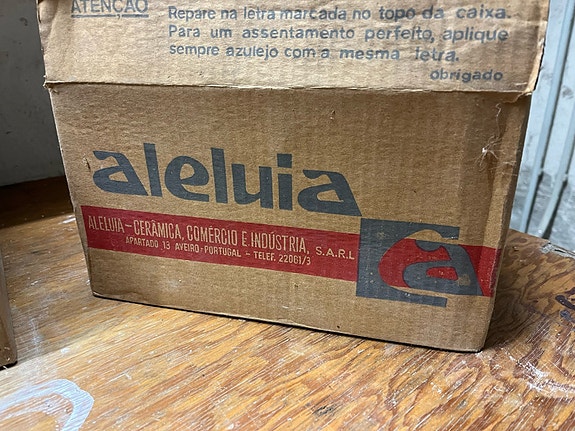 ATENÇÃO
Repare na letra marcada no topo da caixa.
Para um assentamento perfeito, aplique
sempre azulejo com a mesma letra.
obrigado
aleluia
ALELUIA-CERÂMICA, COMÉRCIO E INDÚSTRIA, S.A.R.L
APARTADO 13 AVEIRO-PORTUGAL - TELEF. 22061/3
a